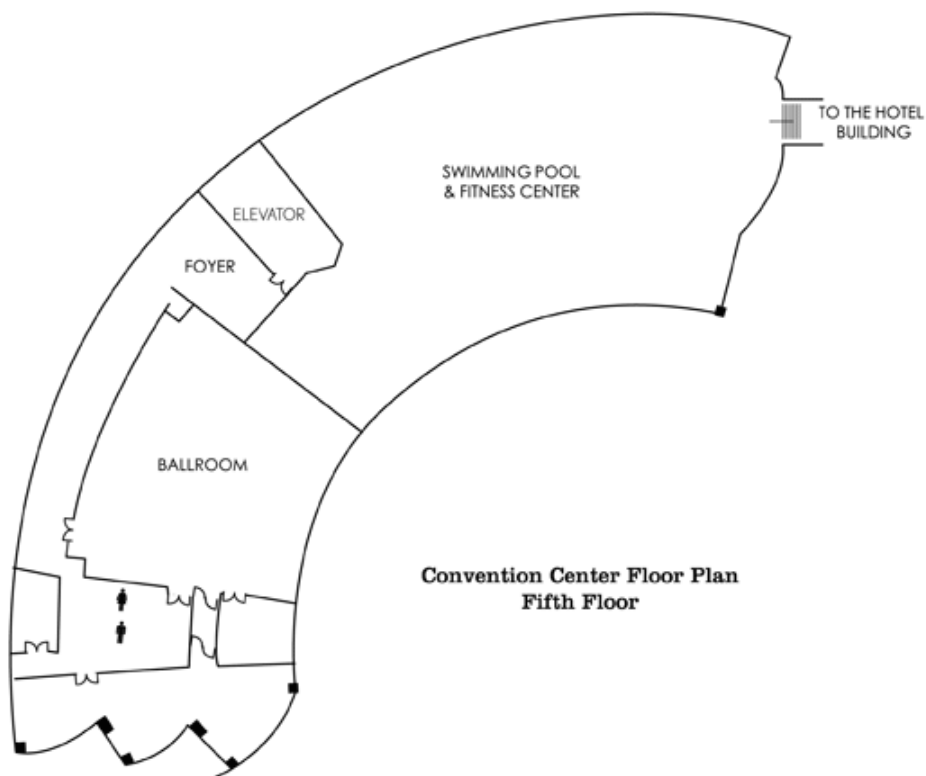 TO THE HOTEL
BUILDING
SWIMMING POOL
& FITNESS CENTER
ELEVATOR
FOYER
BALLROOM
Convention Center Floor Plan
Fifth Floor